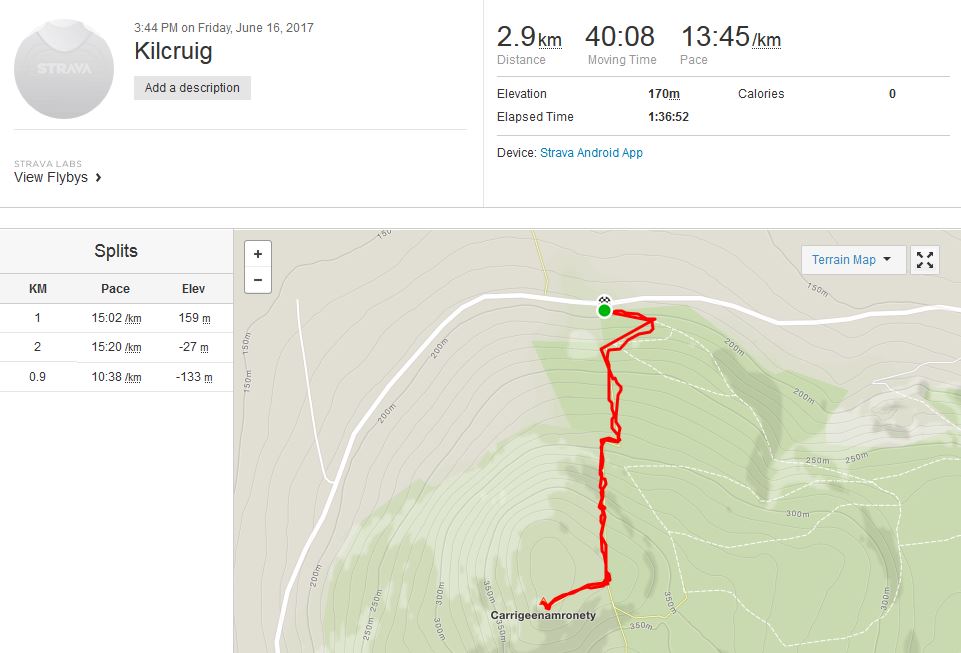 STRAVA
3:44 PM on Friday, June 16, 2017
Kilcruig
Add a description
STRAVA LABS
View Flybys
2.9km 40:08 13:45/km
Distance Moving Time Pace
Elevation 170m Calories 0
Elapsed Time 1:36:52
Device: Strava Android App
Splits
KM Pace Elev
1 15:02 /km 159 m
2 15:20 /km -27 m
0.9 10:38 /km -133 m
+
−
Terrain Map
150
150m
150m
150m
200m
200m
200m
200m
200m
250m
250m
250m
250m
300m
300m
300m
300m
350m
350m
350m
350m
Carrigeenamronety